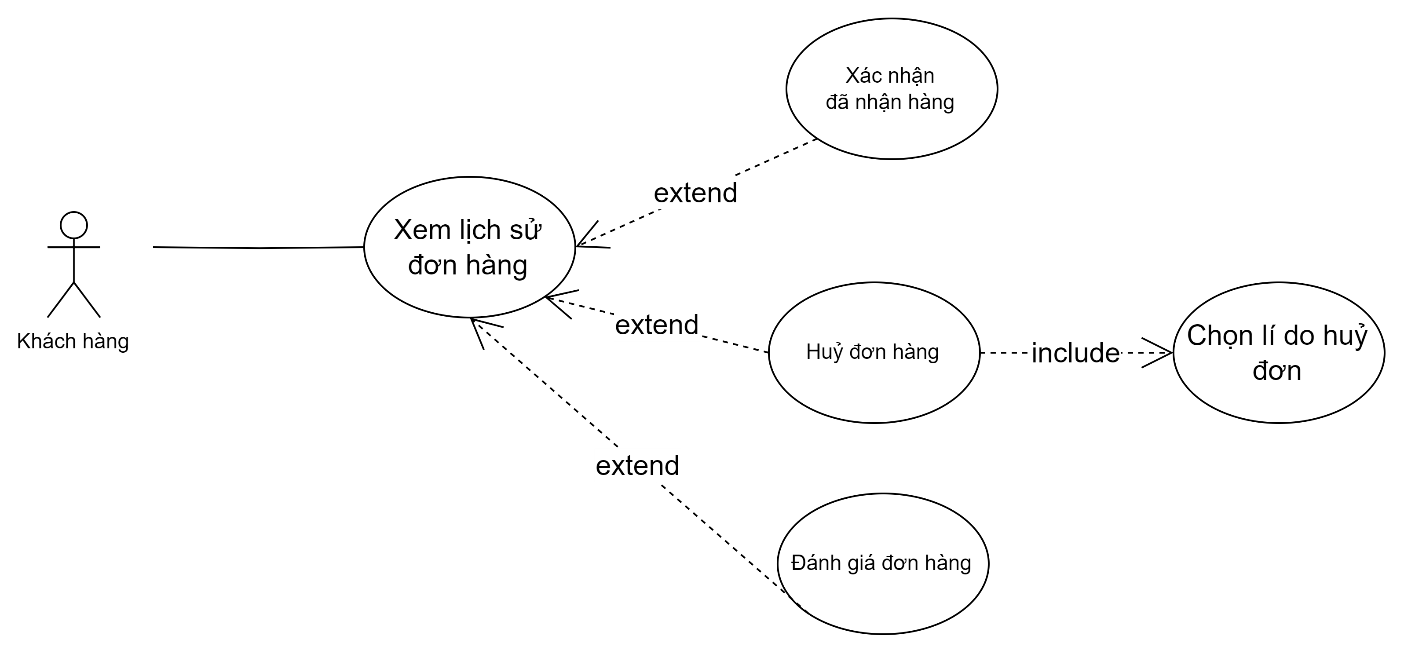 Xác nhận
đã nhận hàng
extend
Xem lịch sử
đơn hàng
Khách hàng
extend
Huỷ đơn hàng
include
Chọn lí do huỷ
đơn
extend
Đánh giá đơn hàng